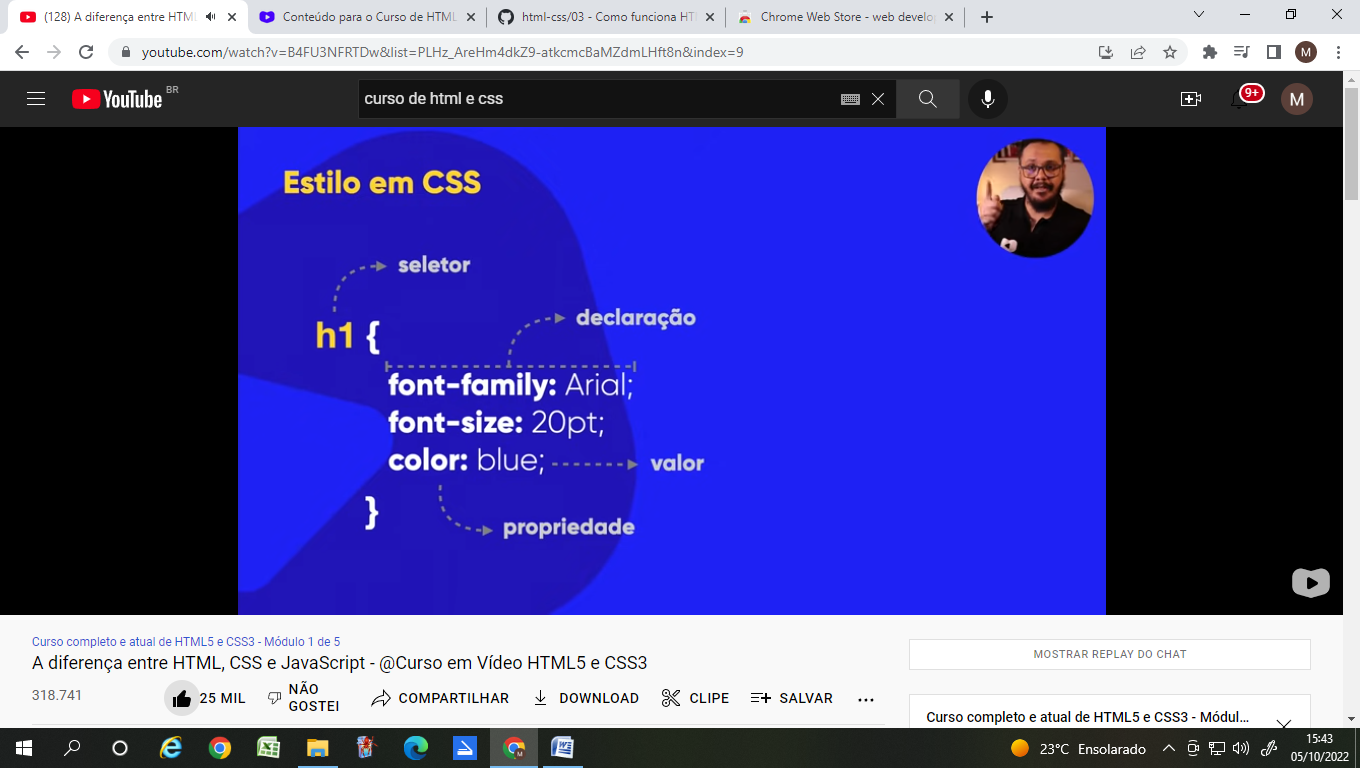 (128) A diferença entre HTML
Conteúdo para o Curso de HTML
html-css/03 - Como funciona HT
Chrome Web Store - web develo
youtube.com/watch?v=B4FU3NFRTDw&list=PLHz_AreHm4dkZ9-atkcmcBaMZdmLHft8n&index=9
M
YouTube BR
curso de html e css
9+
M
Estilo em CSS
seletor
declaração
h1 {
font-family: Arial;
font-size: 20pt;
color: blue;
valor
}
propriedade
Curso completo e atual de HTML5 e CSS3 - Módulo 1 de 5
A diferença entre HTML, CSS e JavaScript - @Curso em Vídeo HTML5 e CSS3
318.741
25 MIL
NÃO
GOSTEI
COMPARTILHAR
DOWNLOAD
CLIPE
SALVAR
MOSTRAR REPLAY DO CHAT
Curso completo e atual de HTML5 e CSS3 - Módul...
23°C Ensolarado
15:43
05/10/2022